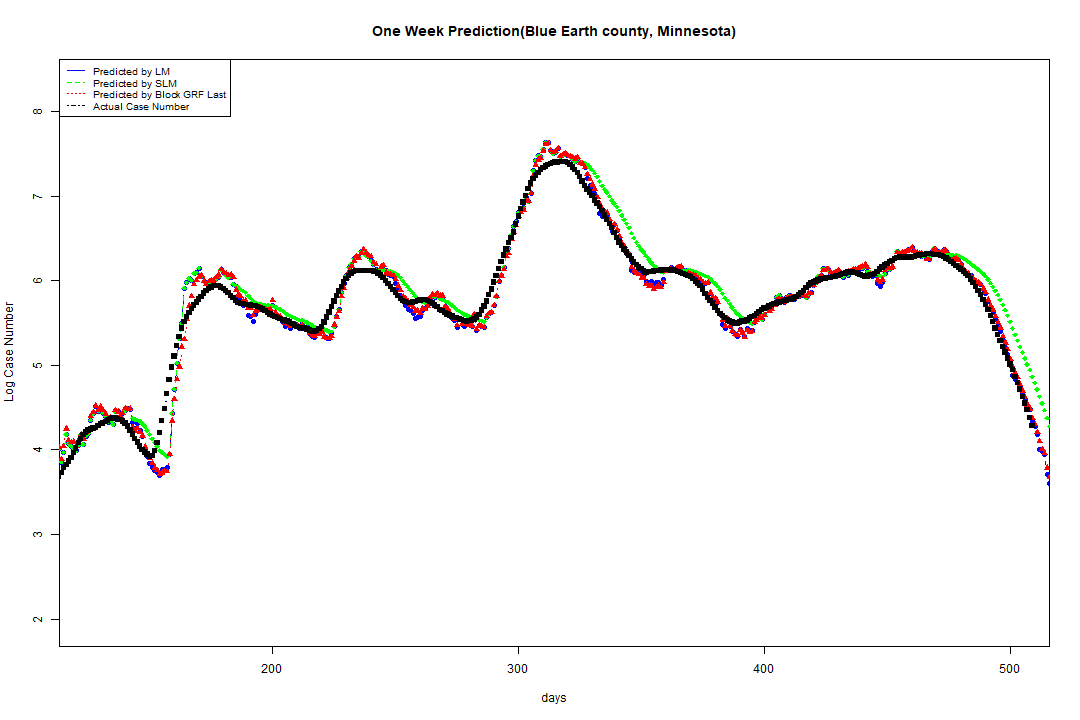 One Week Prediction(Blue Earth county, Minnesota)
Predicted by LM
Predicted by SLM
Predicted by Block GRF Last
Actual Case Number
8
7
6
5
4
3
2
Log Case Number
200 300 400 500
days